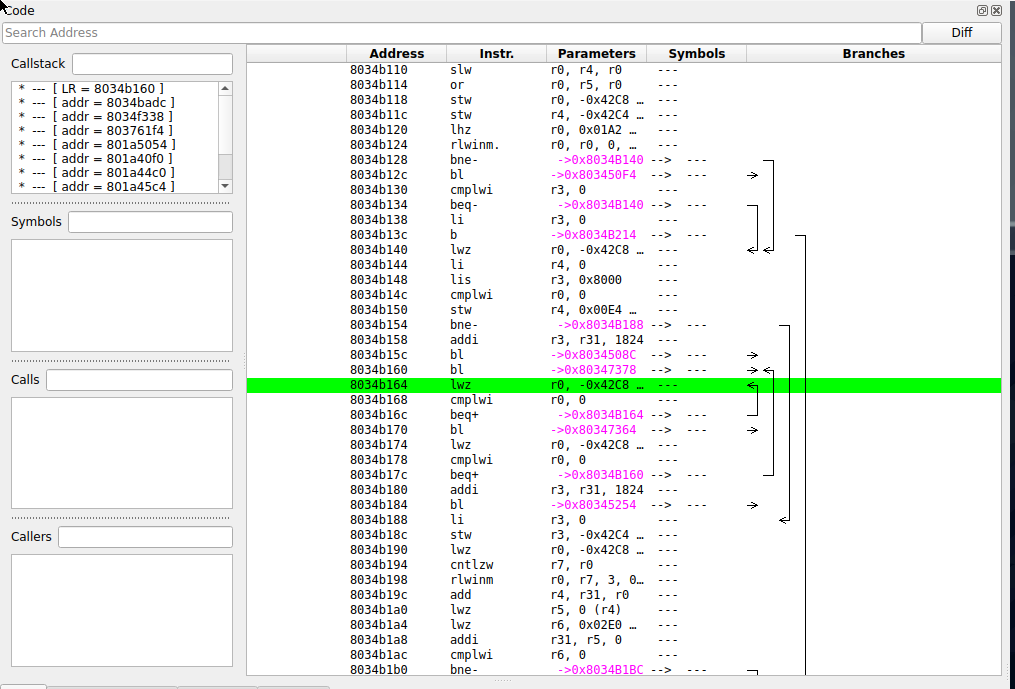 Code
Search Address
Diff
Callstack
* --- [ LR = 8034b160 ]
* --- [ addr = 8034badc ]
* --- [ addr = 8034f338 ]
* --- [ addr = 803761f4 ]
* --- [ addr = 801a5054 ]
* --- [ addr = 801a40f0 ]
* --- [ addr = 801a44c0 ]
* --- [ addr = 801a45c4 ]
Symbols
Calls
Callers
Address Instr. Parameters Symbols Branches
8034b110 slw r0, r4, r0 ---
8034b114 or r0, r5, r0 ---
8034b118 stw r0, -0x42C8 … ---
8034b11c stw r4, -0x42C4 … ---
8034b120 lhz r0, 0x01A2 … ---
8034b124 rlwinm. r0, r0, 0, … ---
8034b128 bne- ->0x8034B140 --> ---
8034b12c bl ->0x803450F4 --> ---
8034b130 cmplwi r3, 0 ---
8034b134 beq- ->0x8034B140 --> ---
8034b138 li r3, 0 ---
8034b13c b ->0x8034B214 --> ---
8034b140 lwz r0, -0x42C8 … ---
8034b144 li r4, 0 ---
8034b148 lis r3, 0x8000 ---
8034b14c cmplwi r0, 0 ---
8034b150 stw r4, 0x00E4 … ---
8034b154 bne- ->0x8034B188 --> ---
8034b158 addi r3, r31, 1824 ---
8034b15c bl ->0x8034508C --> ---
8034b160 bl ->0x80347378 --> ---
8034b164 lwz r0, -0x42C8 … ---
8034b168 cmplwi r0, 0 ---
8034b16c beq+ ->0x8034B164 --> ---
8034b170 bl ->0x80347364 --> ---
8034b174 lwz r0, -0x42C8 … ---
8034b178 cmplwi r0, 0 ---
8034b17c beq+ ->0x8034B160 --> ---
8034b180 addi r3, r31, 1824 ---
8034b184 bl ->0x80345254 --> ---
8034b188 li r3, 0 ---
8034b18c stw r3, -0x42C4 … ---
8034b190 lwz r0, -0x42C8 … ---
8034b194 cntlzw r7, r0 ---
8034b198 rlwinm r0, r7, 3, 0… ---
8034b19c add r4, r31, r0 ---
8034b1a0 lwz r5, 0 (r4) ---
8034b1a4 lwz r6, 0x02E0 … ---
8034b1a8 addi r31, r5, 0 ---
8034b1ac cmplwi r6, 0 ---
8034b1b0 bne- ->0x8034B1BC --> ---